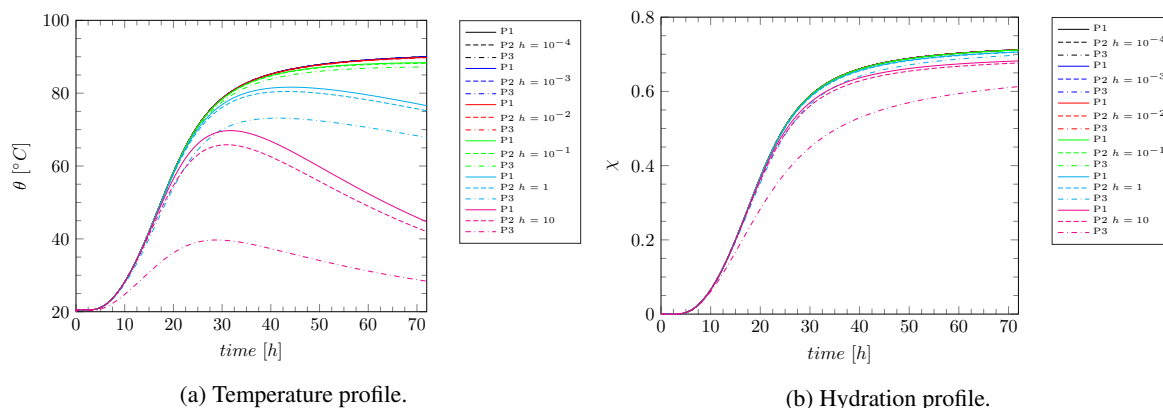 100
80
60
40
20
0 10 20 30 40 50 60 70
θ [°C]
time [h]
P1
P2 h = 10⁻⁴
P3
P1
P2 h = 10⁻³
P3
P1
P2 h = 10⁻²
P3
P1
P2 h = 10⁻¹
P3
P1
P2 h = 1
P3
P1
P2 h = 10
P3
(a) Temperature profile.
0.8
0.6
0.4
0.2
0
0 10 20 30 40 50 60 70
χ
time [h]
P1
P2 h = 10⁻⁴
P3
P1
P2 h = 10⁻³
P3
P1
P2 h = 10⁻²
P3
P1
P2 h = 10⁻¹
P3
P1
P2 h = 1
P3
P1
P2 h = 10
P3
(b) Hydration profile.